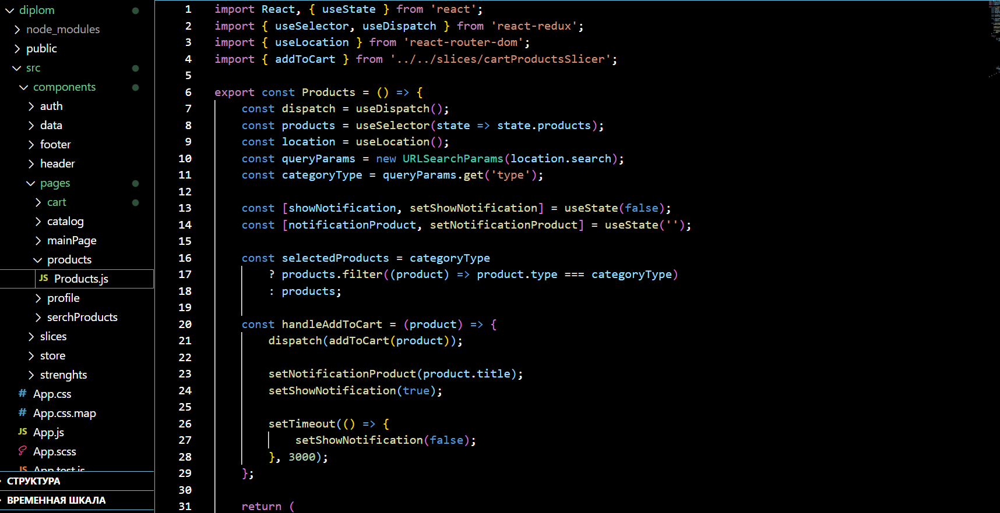 diplom
node_modules
public
src
components
auth
data
footer
header
pages
cart
catalog
mainPage
products
JS Products.js
profile
serchProducts
slices
store
strenghts
# App.css
# App.css.map
JS App.js
App.scss
JS App.test.js
СТРУКТУРА
ВРЕМЕННАЯ ШКАЛА
1 import React, { useState } from 'react';
2 import { useSelector, useDispatch } from 'react-redux';
3 import { useLocation } from 'react-router-dom';
4 import { addToCart } from '../../slices/cartProductsSlicer';
5
6 export const Products = () => {
7 const dispatch = useDispatch();
8 const products = useSelector(state => state.products);
9 const location = useLocation();
10 const queryParams = new URLSearchParams(location.search);
11 const categoryType = queryParams.get('type');
12
13 const [showNotification, setShowNotification] = useState(false);
14 const [notificationProduct, setNotificationProduct] = useState('');
15
16 const selectedProducts = categoryType
17 ? products.filter((product) => product.type === categoryType)
18 : products;
19
20 const handleAddToCart = (product) => {
21 dispatch(addToCart(product));
22
23 setNotificationProduct(product.title);
24 setShowNotification(true);
25
26 setTimeout(() => {
27 setShowNotification(false);
28 }, 3000);
29 };
30
31 return (